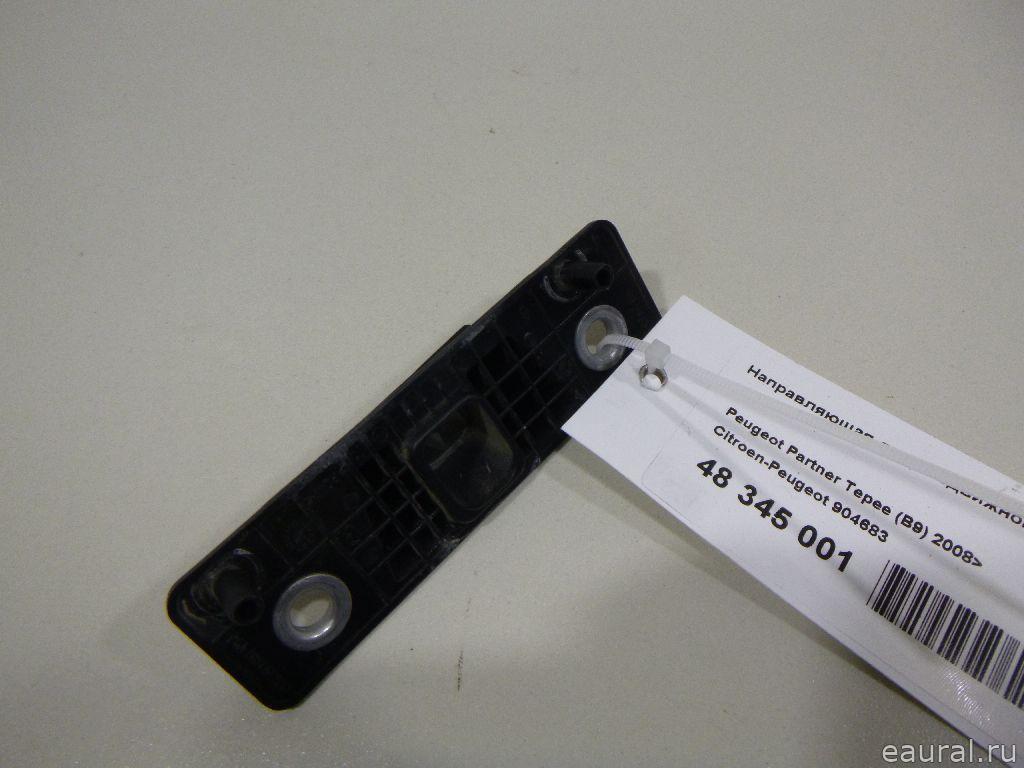 Направляющая
Peugeot Partner Tepee (B9) 2008>
Citroen-Peugeot 904683
48 345 001
eaural.ru